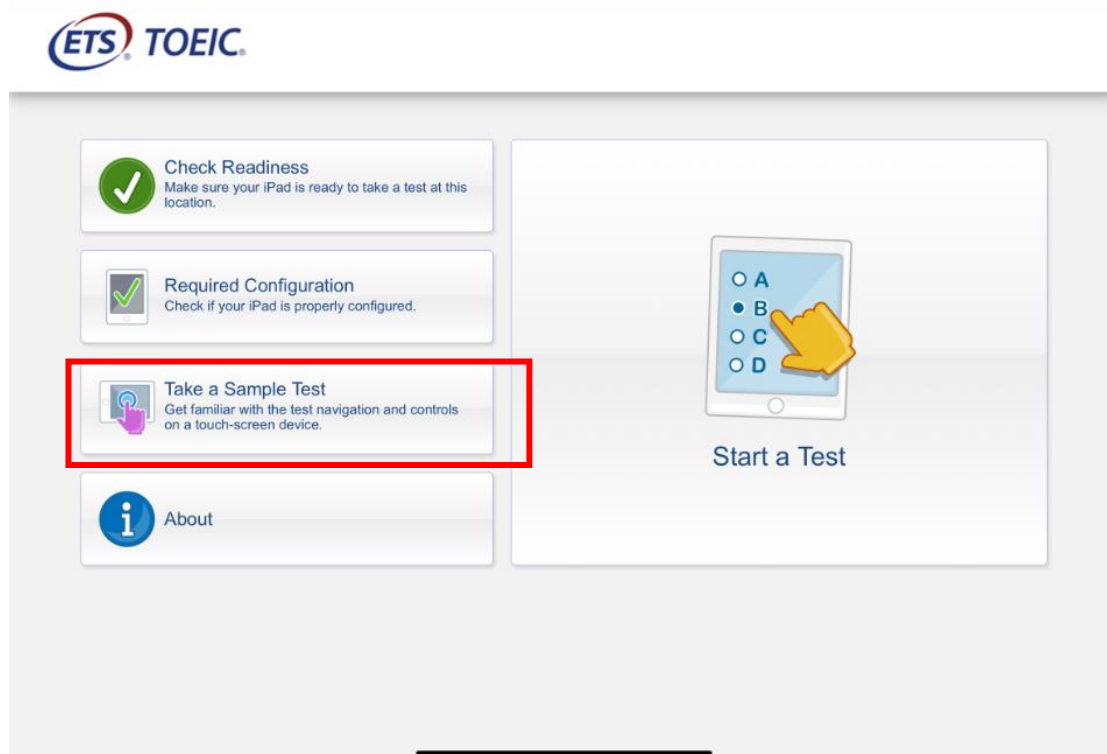 ETS® TOEIC®
Check Readiness
Make sure your iPad is ready to take a test at this
location.
Required Configuration
Check if your iPad is properly configured.
Take a Sample Test
Get familiar with the test navigation and controls
on a touch-screen device.
i About
A
B
C
D
Start a Test